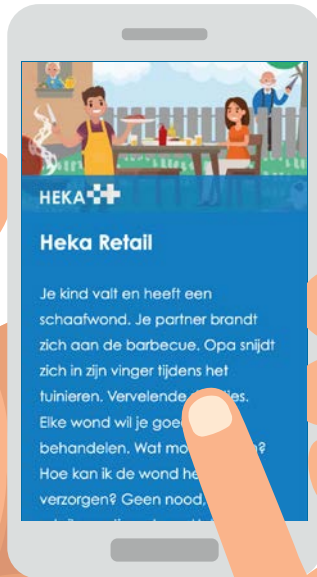 HEKA
Heka Retail
Je kind valt en heeft een
schaafwond. Je partner brandt
zich aan de barbecue. Opa snijdt
zich in zijn vinger tijdens het
tuinieren. Vervelende
Elke wond wil je
behandelen. Wat
Hoe kan ik de wond
verzorgen? Geen nood,